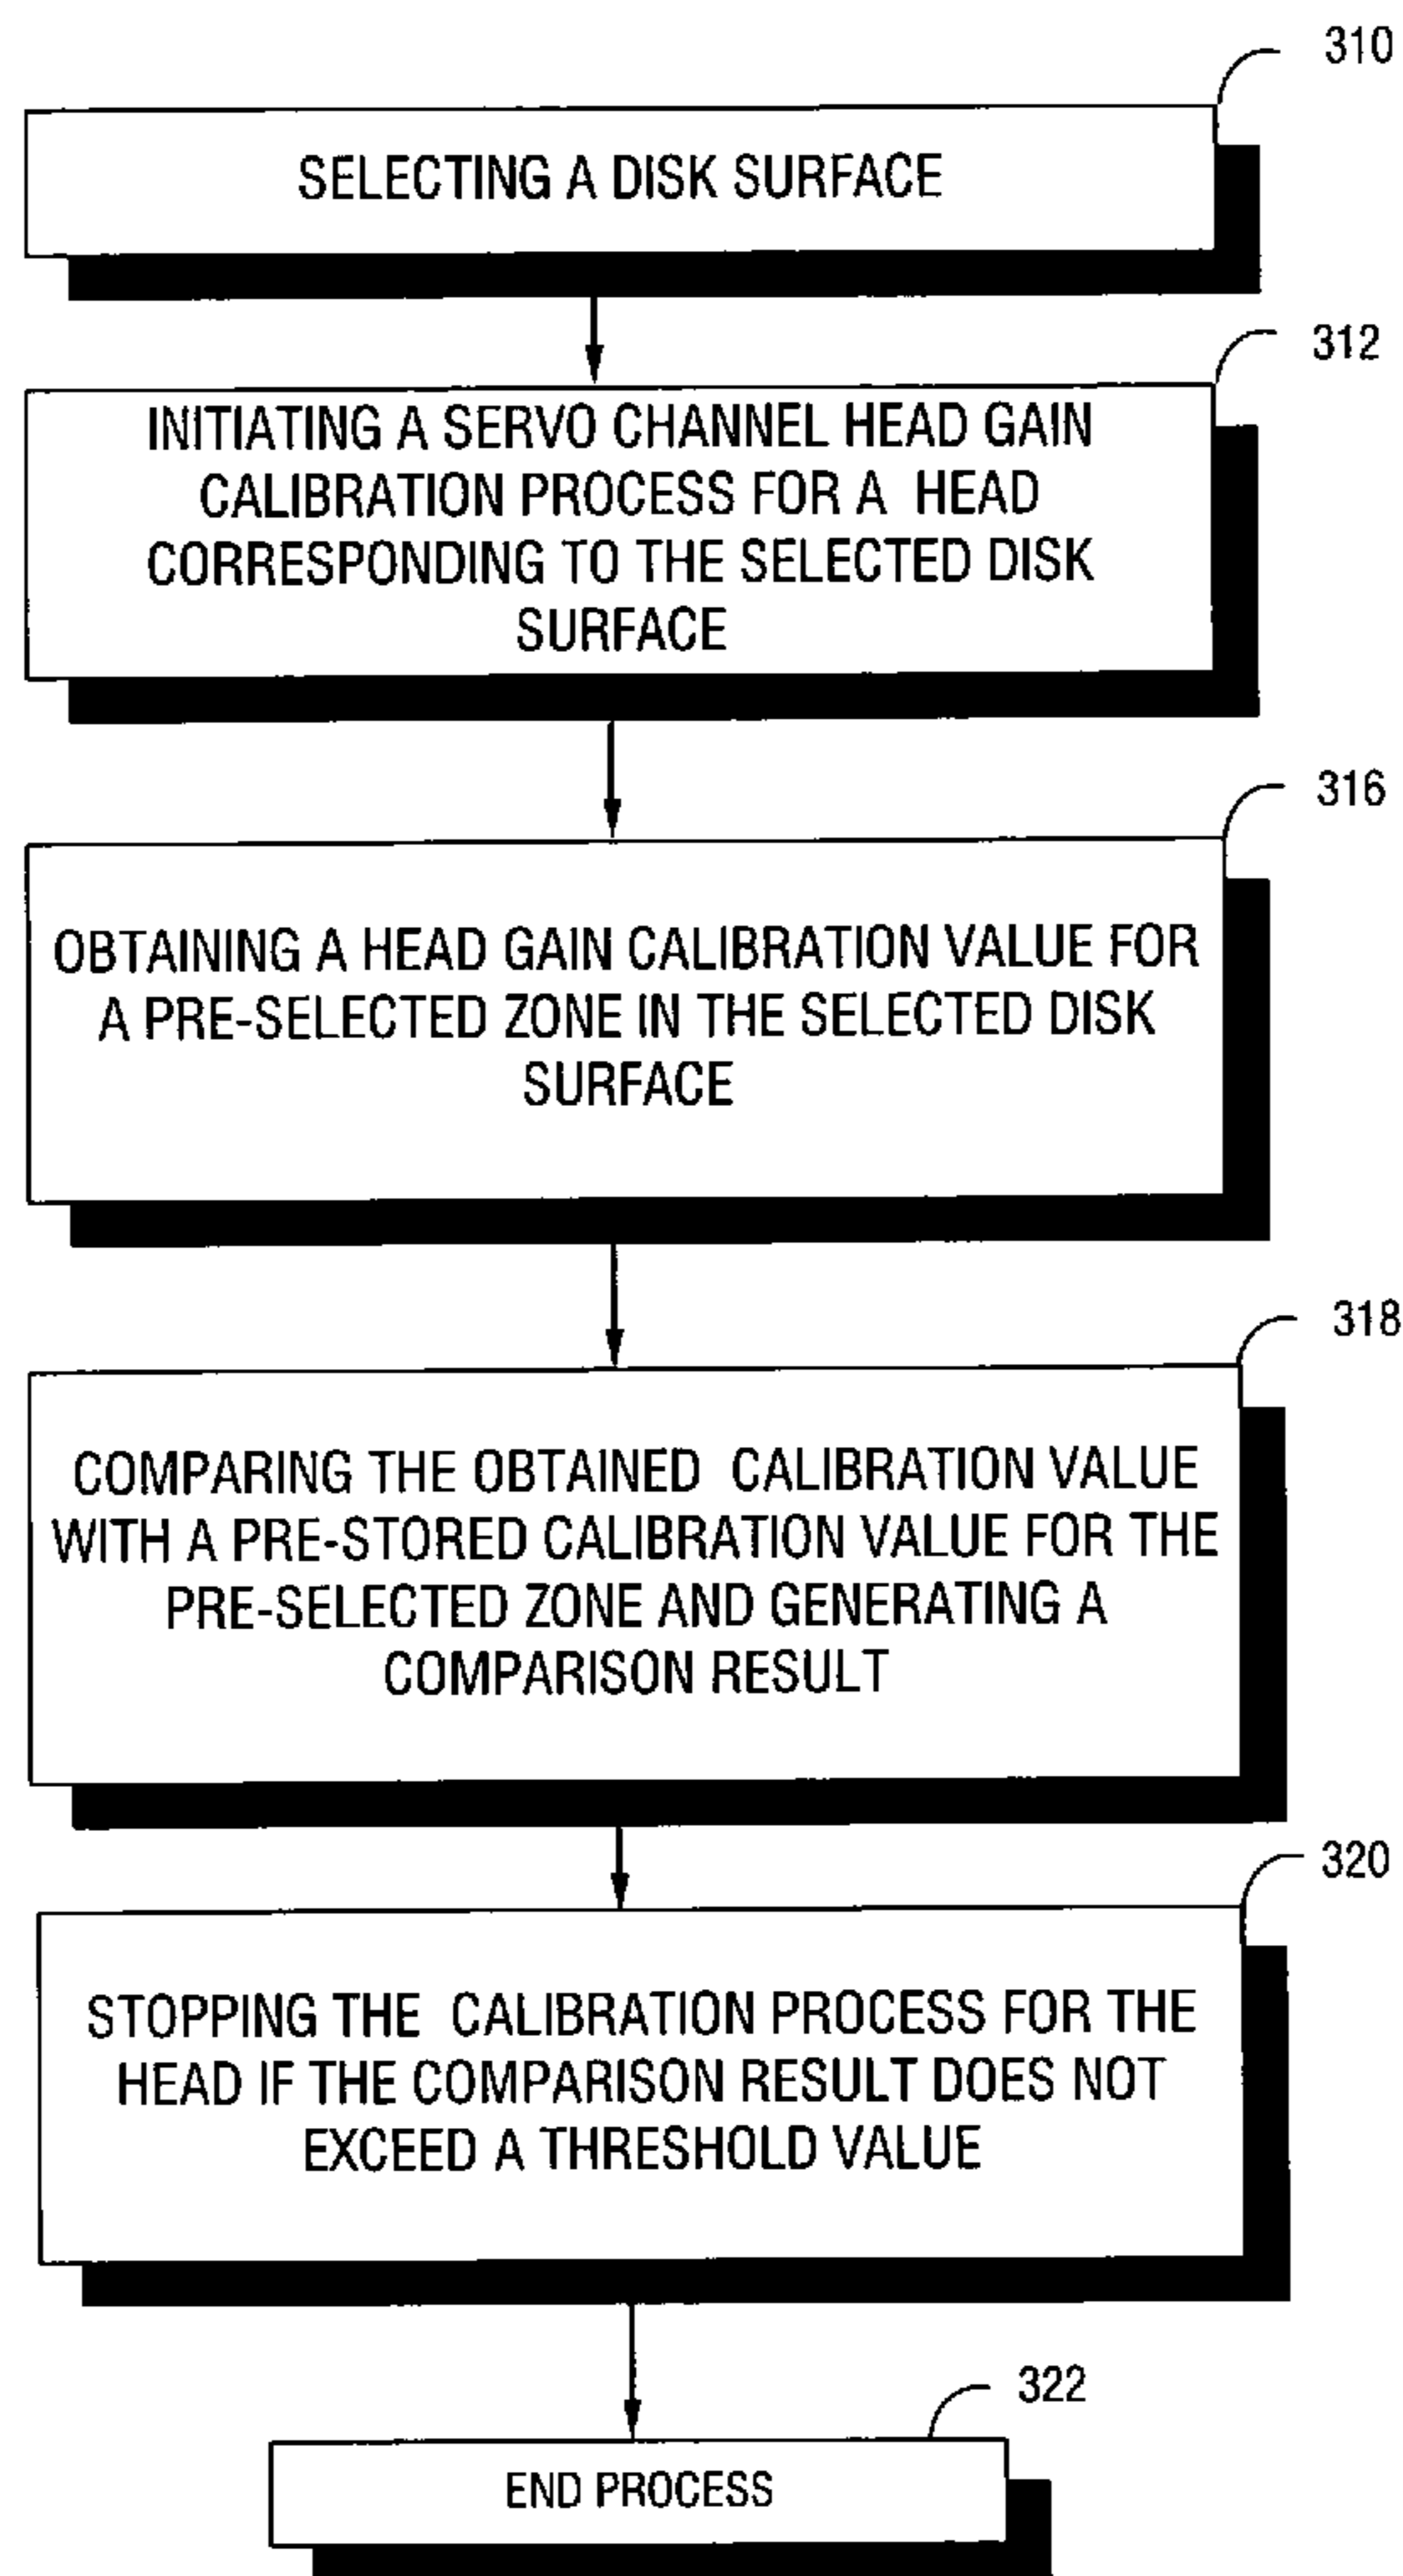 310
SELECTING A DISK SURFACE
312
INITIATING A SERVO CHANNEL HEAD GAIN
CALIBRATION PROCESS FOR A HEAD
CORRESPONDING TO THE SELECTED DISK
SURFACE
316
OBTAINING A HEAD GAIN CALIBRATION VALUE FOR
A PRE-SELECTED ZONE IN THE SELECTED DISK
SURFACE
318
COMPARING THE OBTAINED CALIBRATION VALUE
WITH A PRE-STORED CALIBRATION VALUE FOR THE
PRE-SELECTED ZONE AND GENERATING A
COMPARISON RESULT
320
STOPPING THE CALIBRATION PROCESS FOR THE
HEAD IF THE COMPARISON RESULT DOES NOT
EXCEED A THRESHOLD VALUE
322
END PROCESS